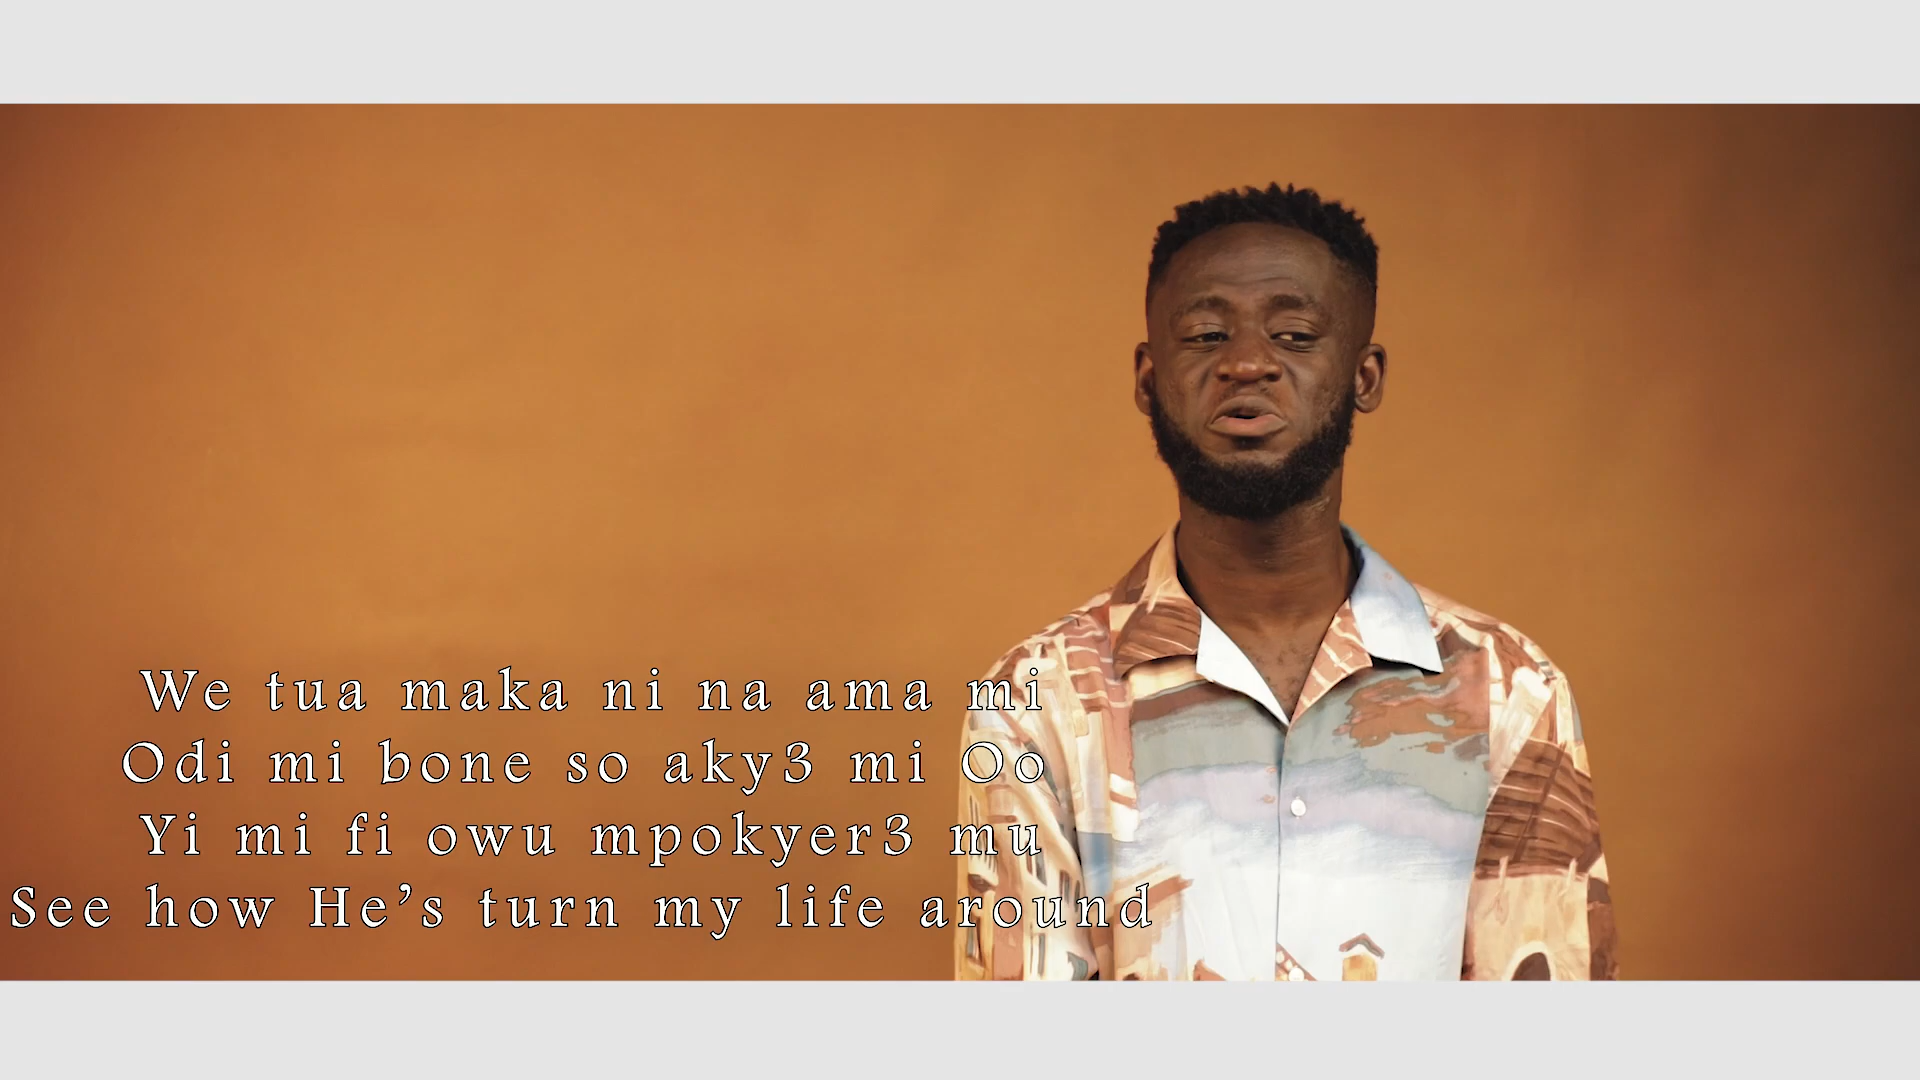 We tua maka ni na ama mi
Odi mi bone so aky3 mi Oo
Yi mi fi owu mpokyer3 mu
See how He’s turn my life around